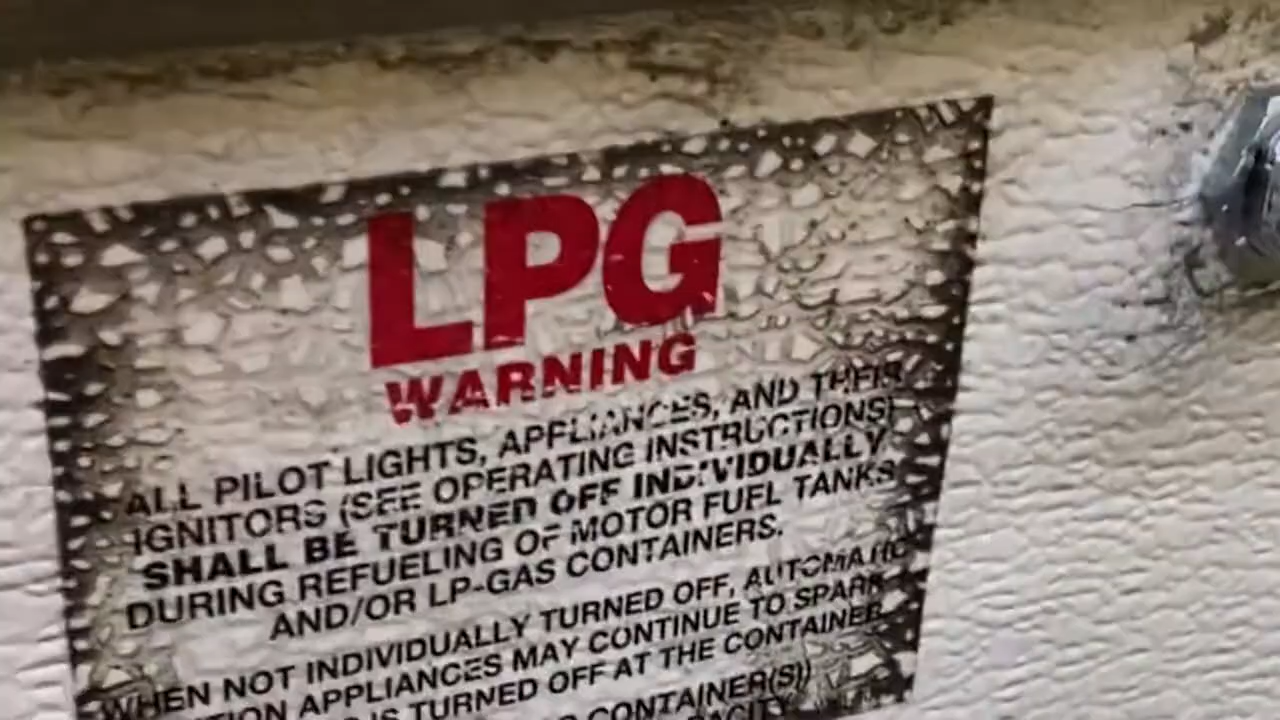 LPG
WARNING
ALL PILOT LIGHTS, APPLIANCES, AND THEIR
IGNITORS (SEE OPERATING INSTRUCTIONS)
SHALL BE TURNED OFF INDIVIDUALLY
DURING REFUELING OF MOTOR FUEL TANKS
AND/OR LP-GAS CONTAINERS.
WHEN NOT INDIVIDUALLY TURNED OFF, AUTOMATIC
TION APPLIANCES MAY CONTINUE TO SPARK
IS TURNED OFF AT THE CONTAINER.
CONTAINER(S))